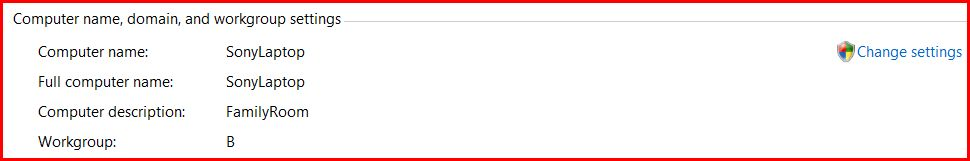 Computer name, domain, and workgroup settings
Computer name: SonyLaptop Change settings
Full computer name: SonyLaptop
Computer description: FamilyRoom
Workgroup: B